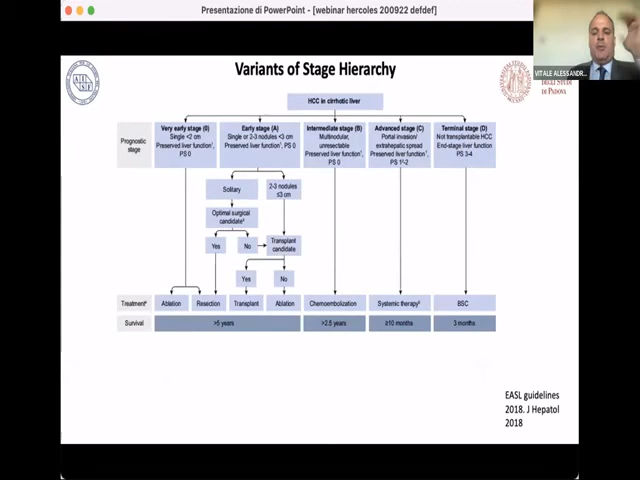 Presentazione di PowerPoint - [webinar hercoles 200922 defdef]
VITALE ALESSANDR...
Variants of Stage Hierarchy
DEGLI STUDI
DI PADOVA
HCC in cirrhotic liver
Prognostic
stage
Very early stage (0)
Single <2 cm
Preserved liver function¹,
PS 0
Early stage (A)
Single or 2-3 nodules <3 cm
Preserved liver function¹, PS 0
Intermediate stage (B)
Multinodular,
unresectable
Preserved liver function¹,
PS 0
Advanced stage (C)
Portal invasion/
extrahepatic spread
Preserved liver function¹,
PS 1-2
Terminal stage (D)
Not transplantable HCC
End-stage liver function
PS 3-4
Solitary
2-3 nodules
≤3 cm
Optimal surgical
candidate
Yes
No
Transplant
candidate
Yes
No
Treatment
Ablation
Resection
Transplant
Ablation
Chemoembolization
Systemic therapy
BSC
Survival
>5 years
>2.5 years
≥10 months
3 months
EASL guidelines
2018. J Hepatol
2018